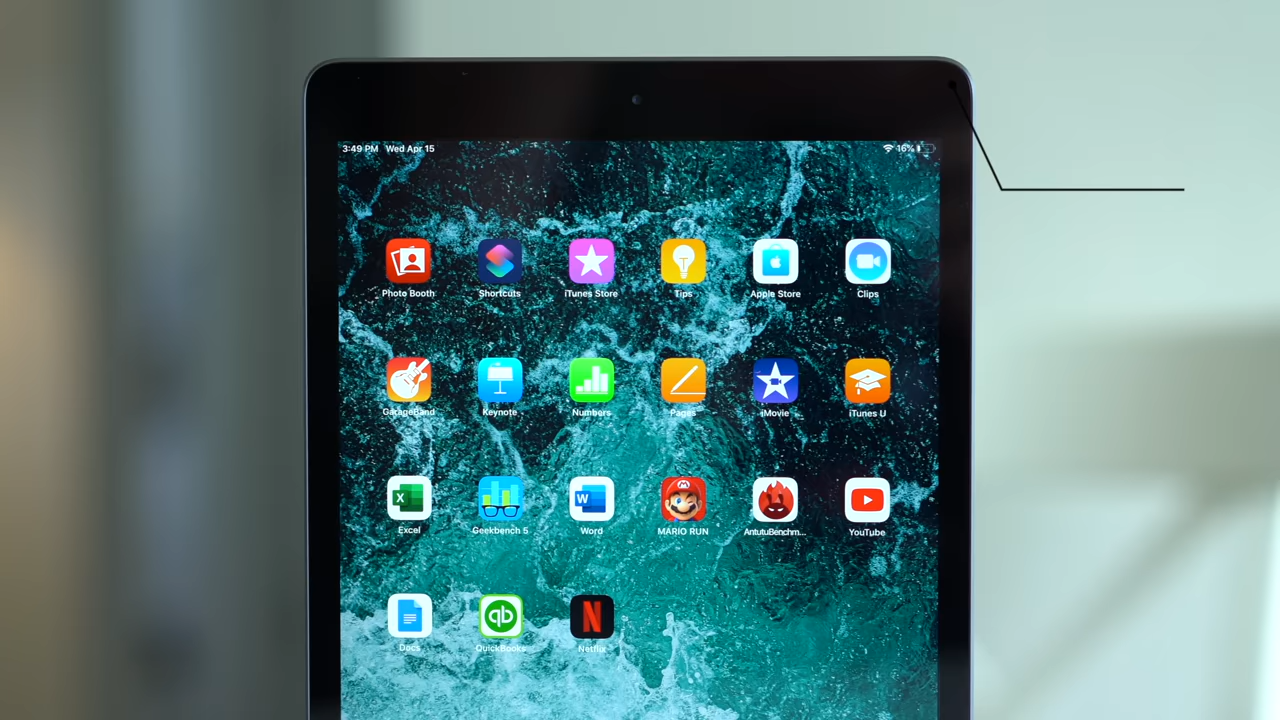 3:49 PM Wed Apr 15 16%
Photo Booth Shortcuts iTunes Store Tips Apple Store Clips
GarageBand Keynote Numbers Pages iMovie iTunes U
X W M
Excel Geekbench 5 Word MARIO RUN AntutuBenchm... YouTube
qb N
Docs QuickBooks Netflix